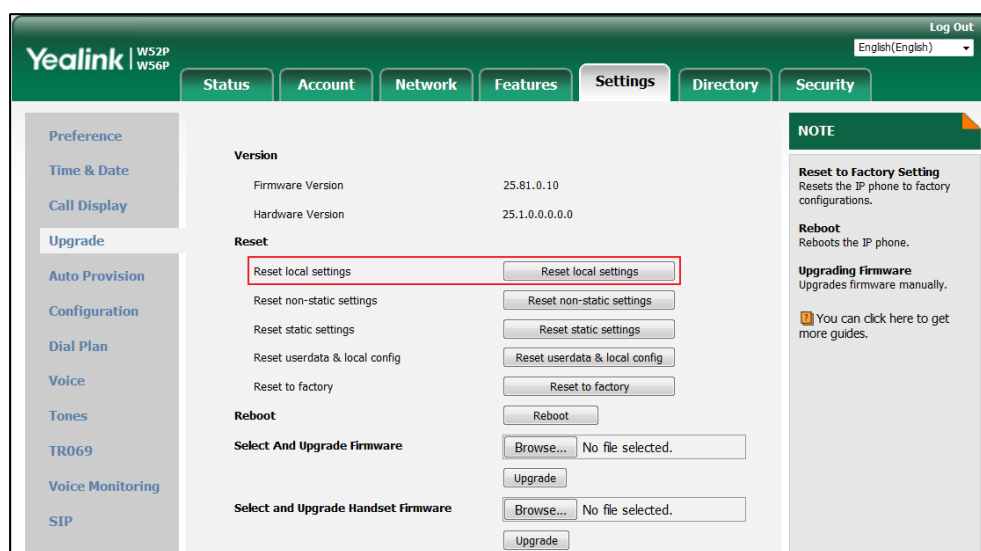 Log Out
Yealink | W52P W56P
English(English)
Status Account Network Features Settings Directory Security
Preference
Time & Date
Call Display
Upgrade
Auto Provision
Configuration
Dial Plan
Voice
Tones
TR069
Voice Monitoring
SIP
Version
Firmware Version 25.81.0.10
Hardware Version 25.1.0.0.0.0.0
Reset
Reset local settings Reset local settings
Reset non-static settings Reset non-static settings
Reset static settings Reset static settings
Reset userdata & local config Reset userdata & local config
Reset to factory Reset to factory
Reboot Reboot
Select And Upgrade Firmware Browse... No file selected.
Upgrade
Select and Upgrade Handset Firmware Browse... No file selected.
Upgrade
NOTE
Reset to Factory Setting
Resets the IP phone to factory
configurations.
Reboot
Reboots the IP phone.
Upgrading Firmware
Upgrades firmware manually.
You can click here to get
more guides.